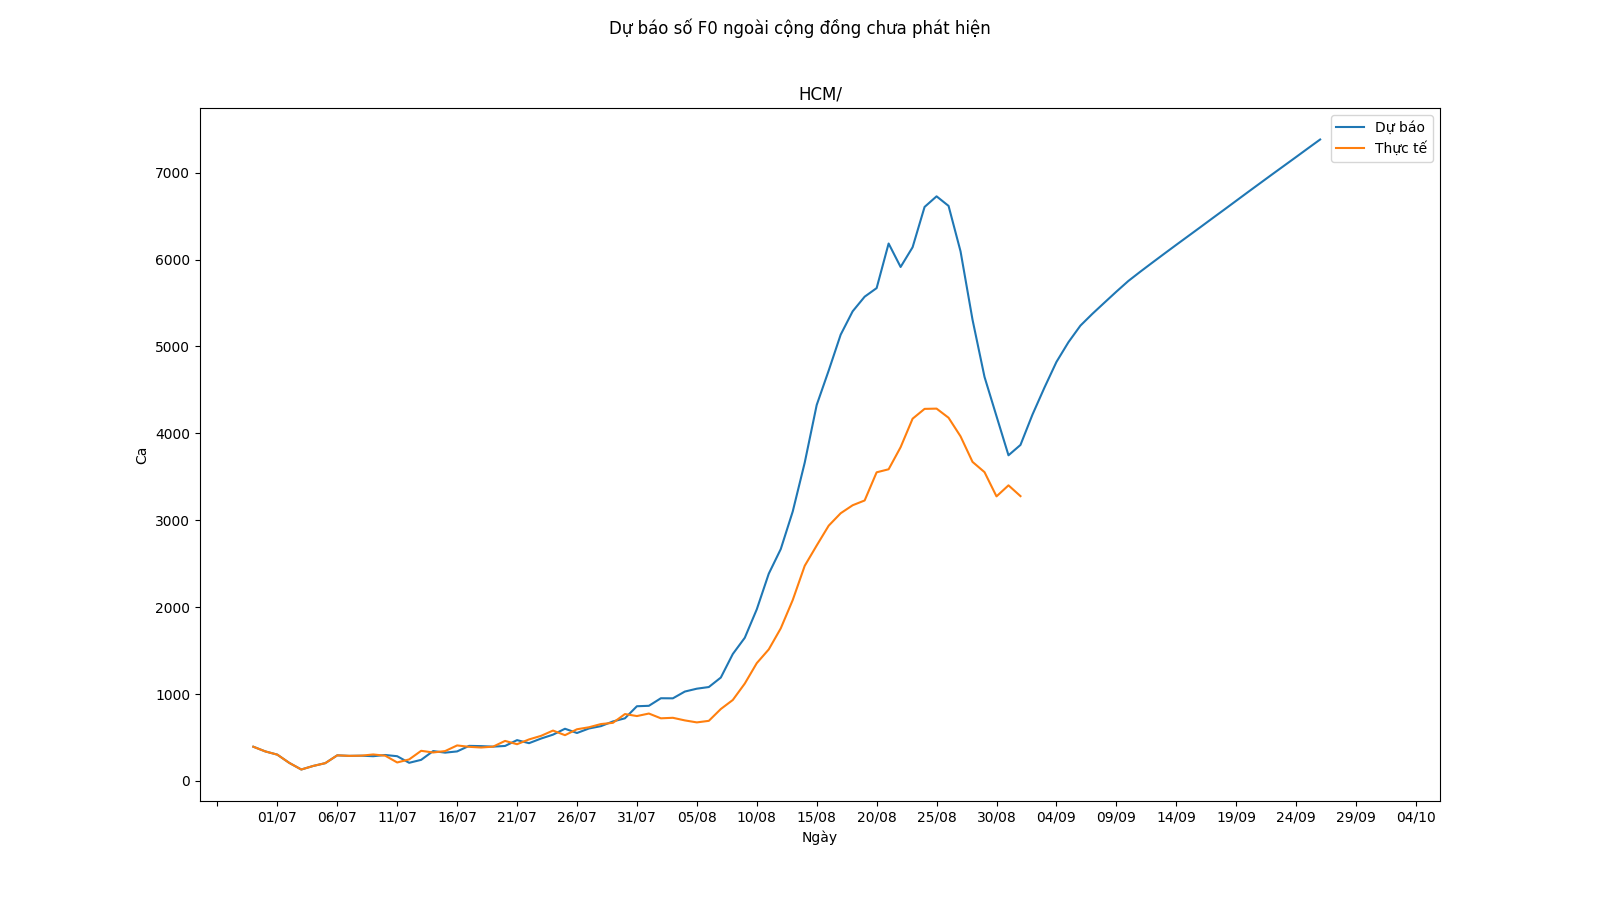 Dự báo số F0 ngoài cộng đồng chưa phát hiện
HCM/
Dự báo
Thực tế
7000
6000
5000
4000
3000
2000
1000
0
Ca
01/07 06/07 11/07 16/07 21/07 26/07 31/07 05/08 10/08 15/08 20/08 25/08 30/08 04/09 09/09 14/09 19/09 24/09 29/09 04/10
Ngày